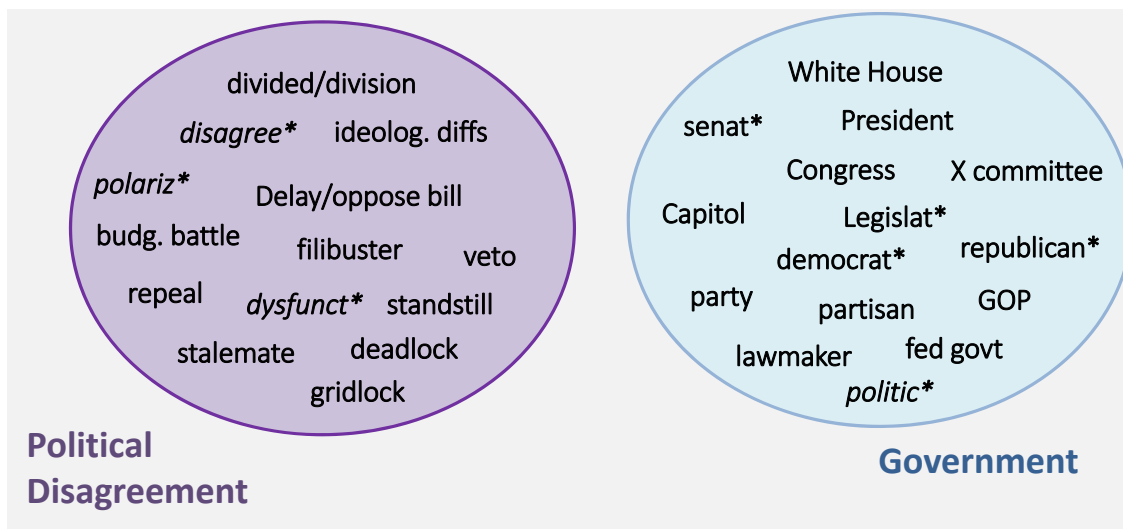 divided/division
disagree* ideolog. diffs
polariz*
Delay/oppose bill
budg. battle
filibuster
veto
repeal
dysfunct* standstill
stalemate
deadlock
gridlock
Political
Disagreement
White House
senat*
President
Congress
X committee
Capitol
Legislat*
democrat*
republican*
party
partisan
GOP
lawmaker
fed govt
politic*
Government